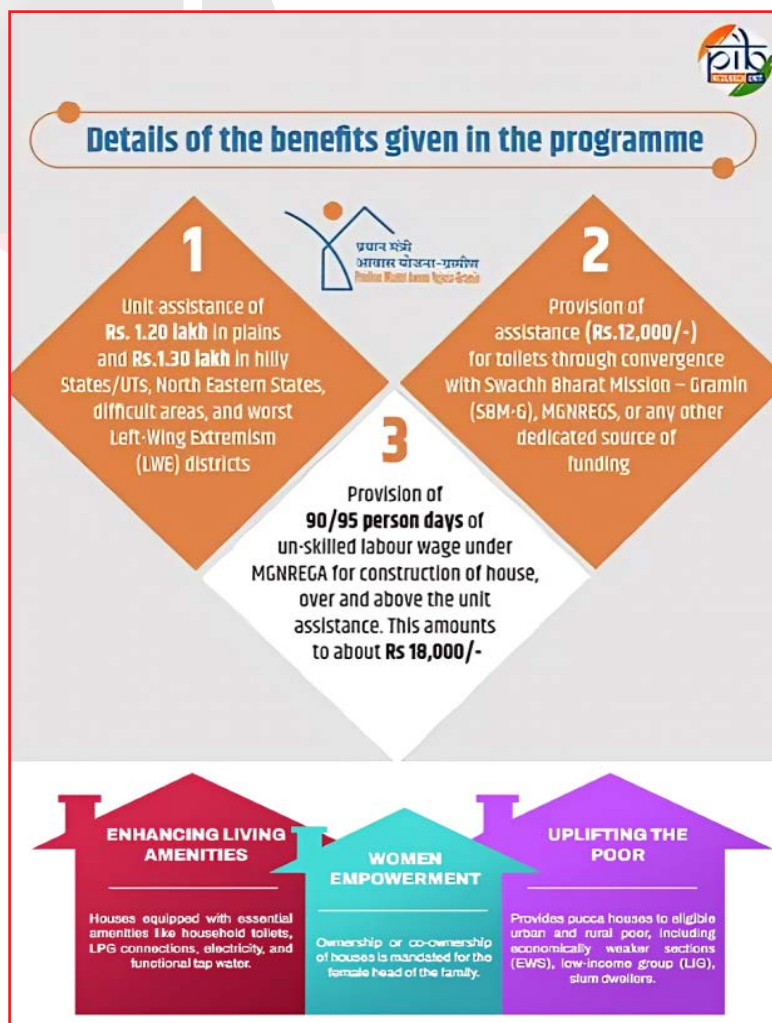 pib
RESEARCH UNIT
Details of the benefits given in the programme
प्रधान मंत्री
आवास योजना-ग्रामीण
Pradhan Mantri Awaas Yojana-Gramin
1
Unit assistance of
Rs. 1.20 lakh in plains
and Rs.1.30 lakh in hilly
States/UTs, North Eastern States,
difficult areas, and worst
Left-Wing Extremism
(LWE) districts
2
Provision of
assistance (Rs.12,000/-)
for toilets through convergence
with Swachh Bharat Mission – Gramin
(SBM-G), MGNREGS, or any other
dedicated source of
funding
3
Provision of
90/95 person days of
un-skilled labour wage under
MGNREGA for construction of house,
over and above the unit
assistance. This amounts
to about Rs 18,000/-
ENHANCING LIVING
AMENITIES
Houses equipped with essential
amenities like household toilets,
LPG connections, electricity, and
functional tap water.
WOMEN
EMPOWERMENT
Ownership or co-ownership
of houses is mandated for the
female head of the family.
UPLIFTING THE
POOR
Provides pucca houses to eligible
urban and rural poor, including
economically weaker sections
(EWS), low-income group (LIG),
slum dwellers.